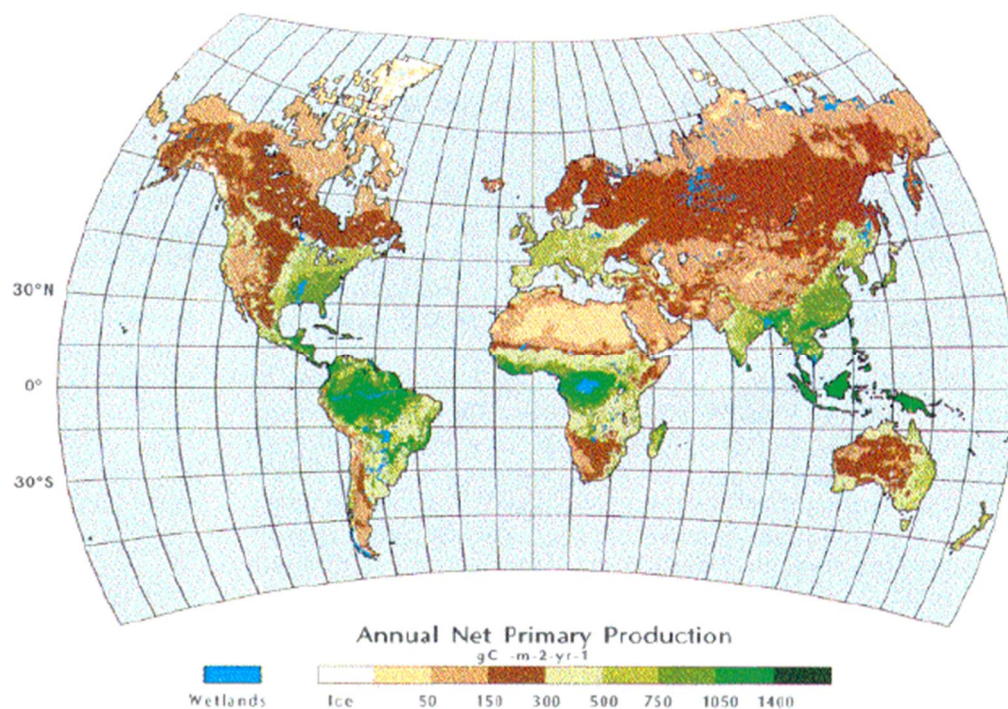 30°N
0°
30°S
Annual Net Primary Production
gC -m-2-yr-1
Wetlands Ice 50 150 300 500 750 1050 1400